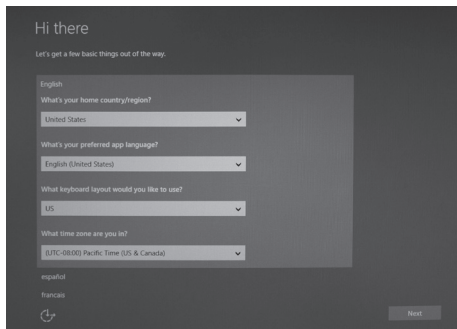 Hi there
Let's get a few basic things out of the way.
English
What's your home country/region?
United States
What's your preferred app language?
English (United States)
What keyboard layout would you like to use?
US
What time zone are you in?
(UTC-08:00) Pacific Time (US & Canada)
español
francais
Next